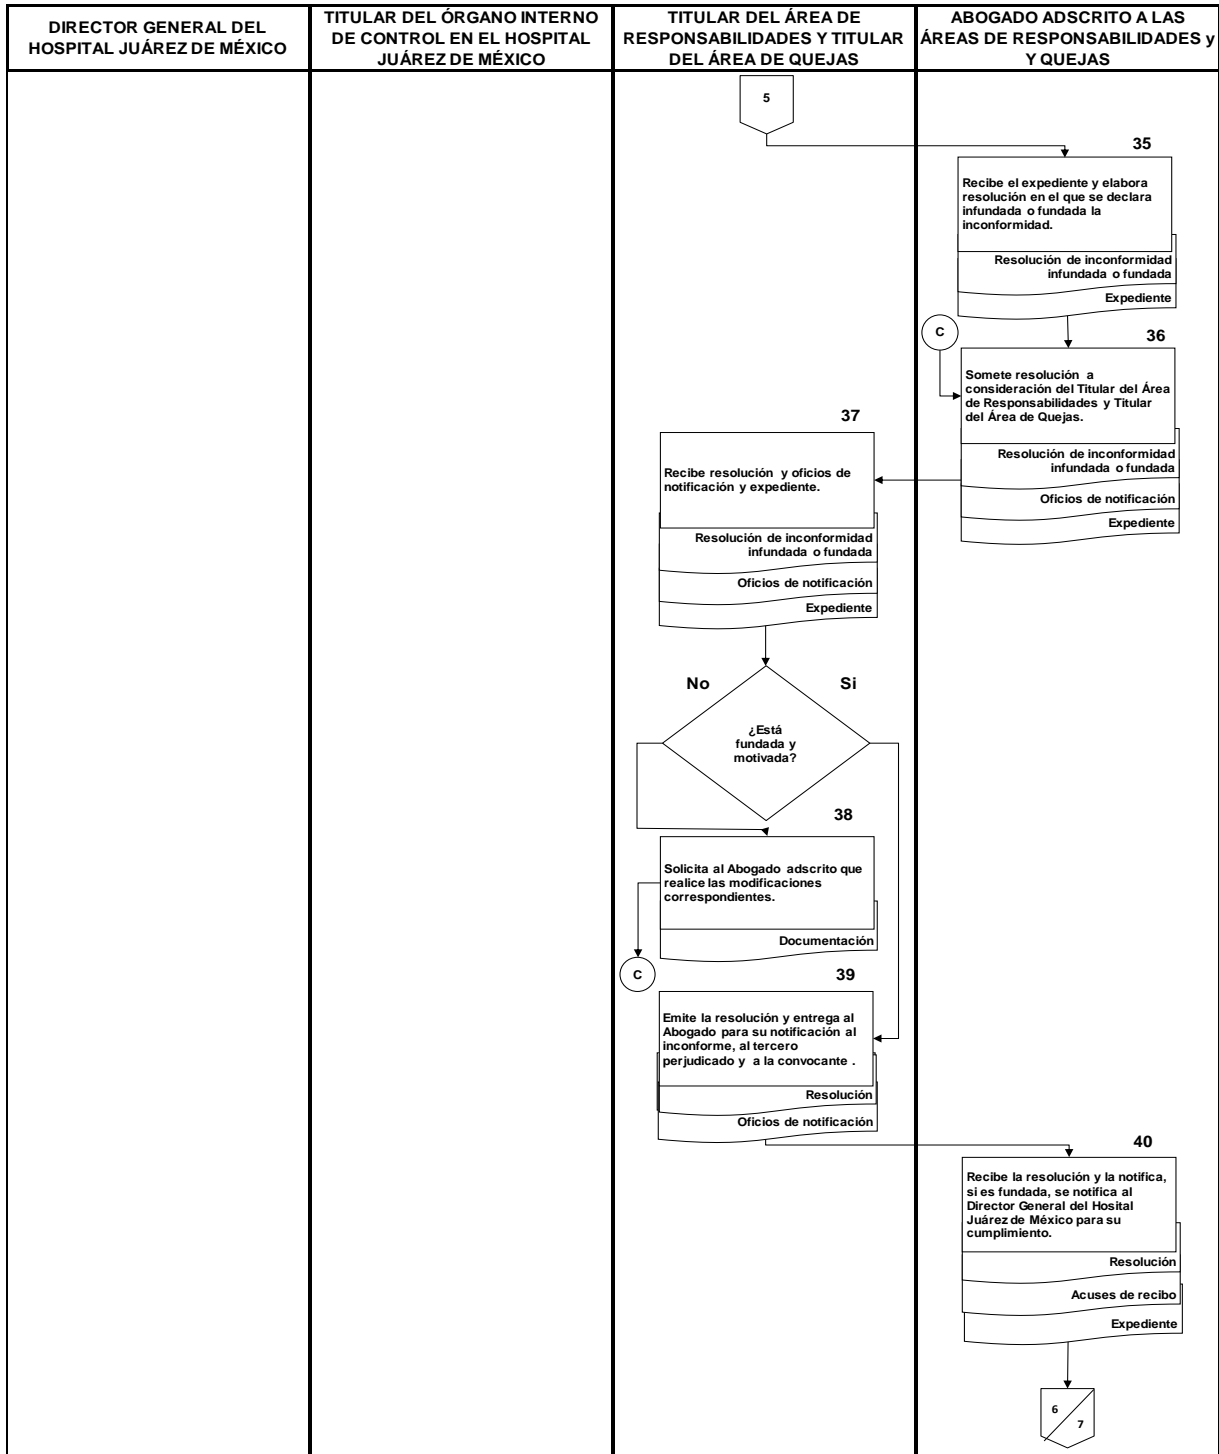 DIRECTOR GENERAL DEL
HOSPITAL JUÁREZ DE MÉXICO
TITULAR DEL ÓRGANO INTERNO
DE CONTROL EN EL HOSPITAL
JUÁREZ DE MÉXICO
TITULAR DEL ÁREA DE
RESPONSABILIDADES Y TITULAR
DEL ÁREA DE QUEJAS
ABOGADO ADSCRITO A LAS
ÁREAS DE RESPONSABILIDADES y
Y QUEJAS
5
35
Recibe el expediente y elabora
resolución en el que se declara
infundada o fundada la
inconformidad.
Resolución de inconformidad
infundada o fundada
Expediente
C
36
Somete resolución a
consideración del Titular del Área
de Responsabilidades y Titular
del Área de Quejas.
Resolución de inconformidad
infundada o fundada
Oficios de notificación
Expediente
37
Recibe resolución y oficios de
notificación y expediente.
Resolución de inconformidad
infundada o fundada
Oficios de notificación
Expediente
No
Si
¿Está
fundada y
motivada?
38
Solicita al Abogado adscrito que
realice las modificaciones
correspondientes.
Documentación
C
39
Emite la resolución y entrega al
Abogado para su notificación al
inconforme, al tercero
perjudicado y a la convocante .
Resolución
Oficios de notificación
40
Recibe la resolución y la notifica,
si es fundada, se notifica al
Director General del Hosital
Juárez de México para su
cumplimiento.
Resolución
Acuses de recibo
Expediente
6
7